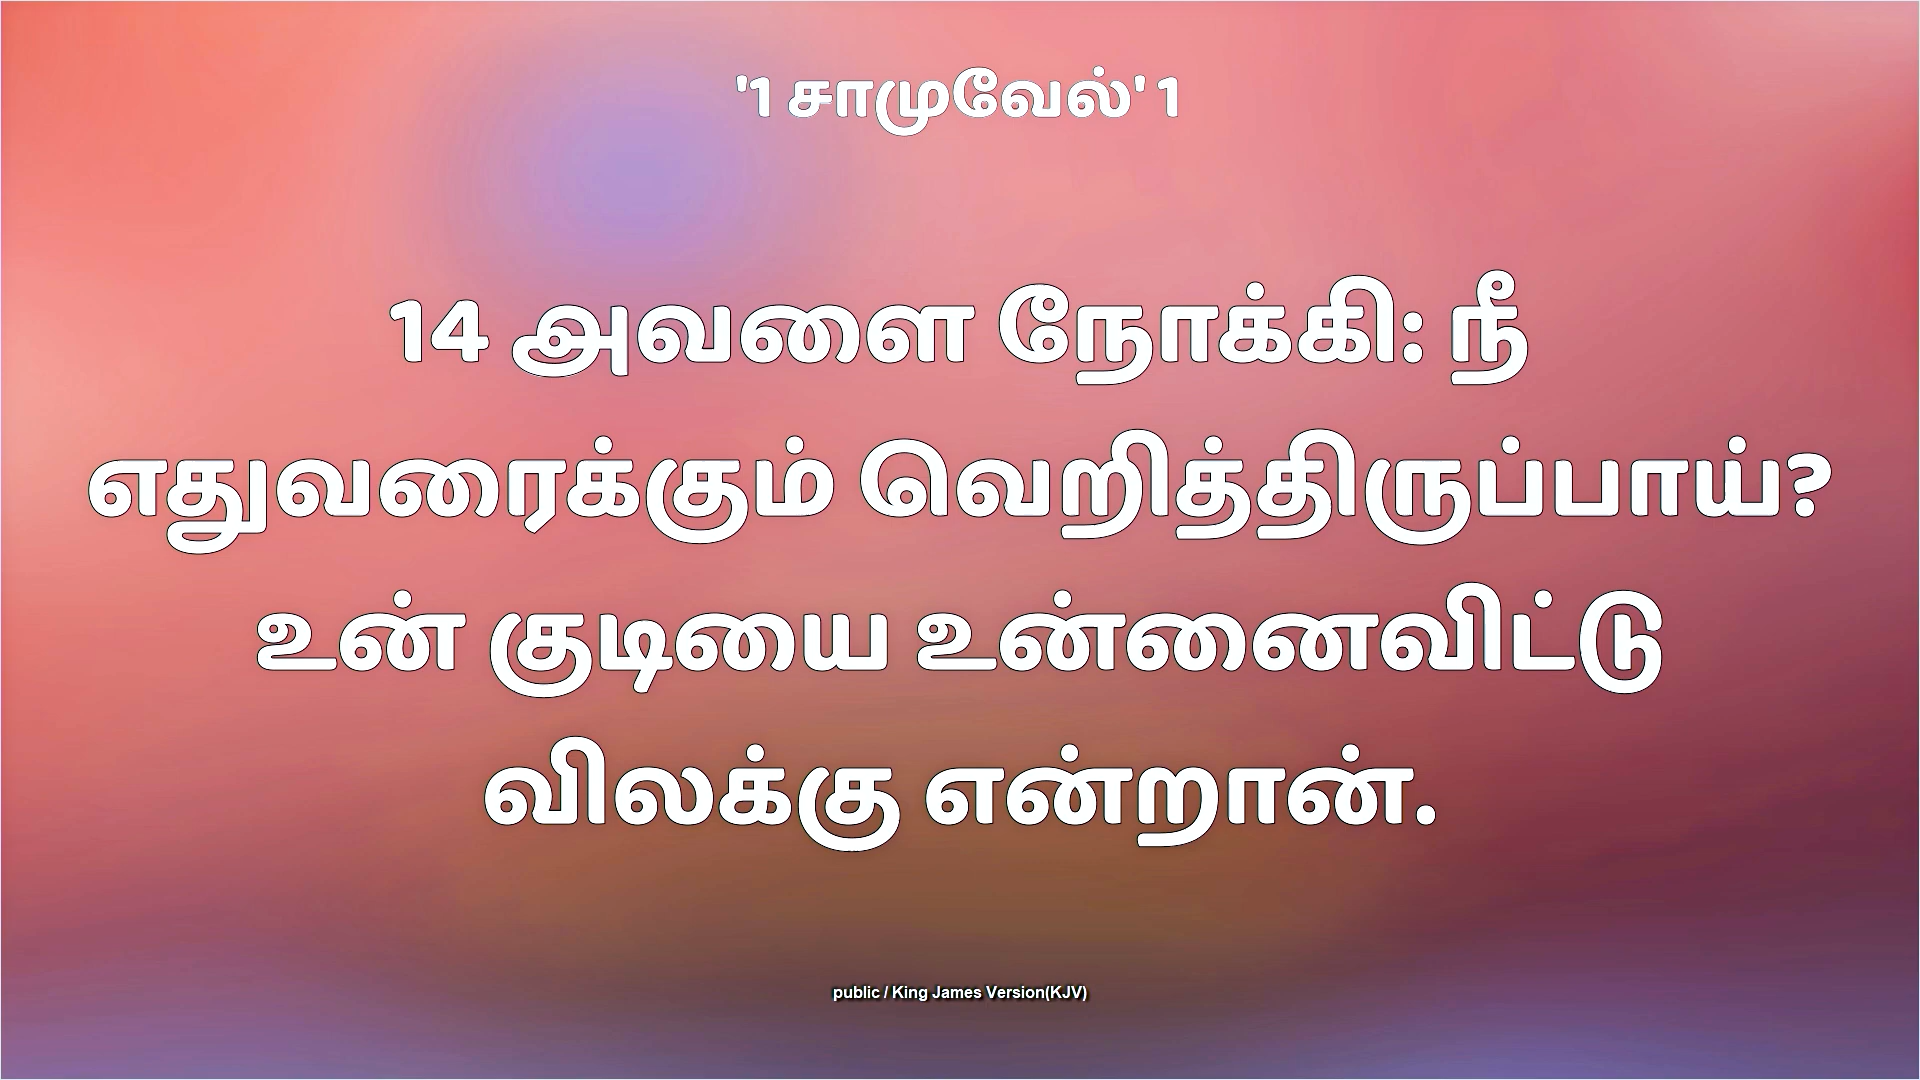 '1 சாமுவேல்' 1
14 அவளை நோக்கி: நீ
எதுவரைக்கும் வெறித்திருப்பாய்?
உன் குடியை உன்னைவிட்டு
விலக்கு என்றான்.
public / King James Version(KJV)